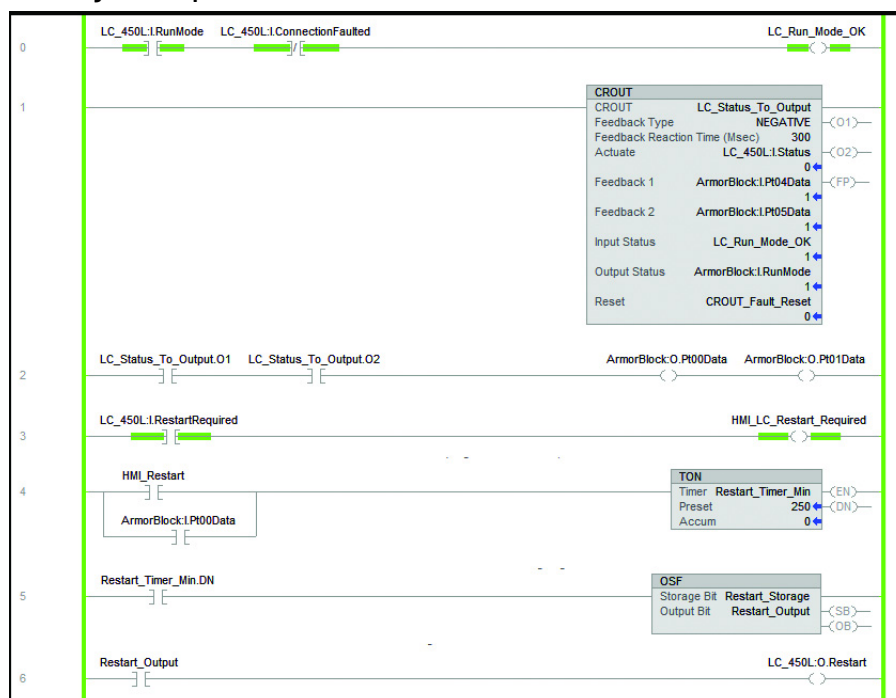 LC_450L:I.RunMode LC_450L:I.ConnectionFaulted LC_Run_Mode_OK
0
1
CROUT
CROUT LC_Status_To_Output
Feedback Type NEGATIVE (O1)
Feedback Reaction Time (Msec) 300
Actuate LC_450L:I.Status (O2)
0
Feedback 1 ArmorBlock:I.Pt04Data (FP)
1
Feedback 2 ArmorBlock:I.Pt05Data
1
Input Status LC_Run_Mode_OK
1
Output Status ArmorBlock:I.RunMode
1
Reset CROUT_Fault_Reset
0
LC_Status_To_Output.O1 LC_Status_To_Output.O2 ArmorBlock:O.Pt00Data ArmorBlock:O.Pt01Data
2
LC_450L:I.RestartRequired HMI_LC_Restart_Required
3
HMI_Restart
4
ArmorBlock:I.Pt00Data
TON
Timer Restart_Timer_Min (EN)
Preset 250 (DN)
Accum 0
Restart_Timer_Min.DN
5
OSF
Storage Bit Restart_Storage
Output Bit Restart_Output (SB)
(OB)
Restart_Output LC_450L:O.Restart
6